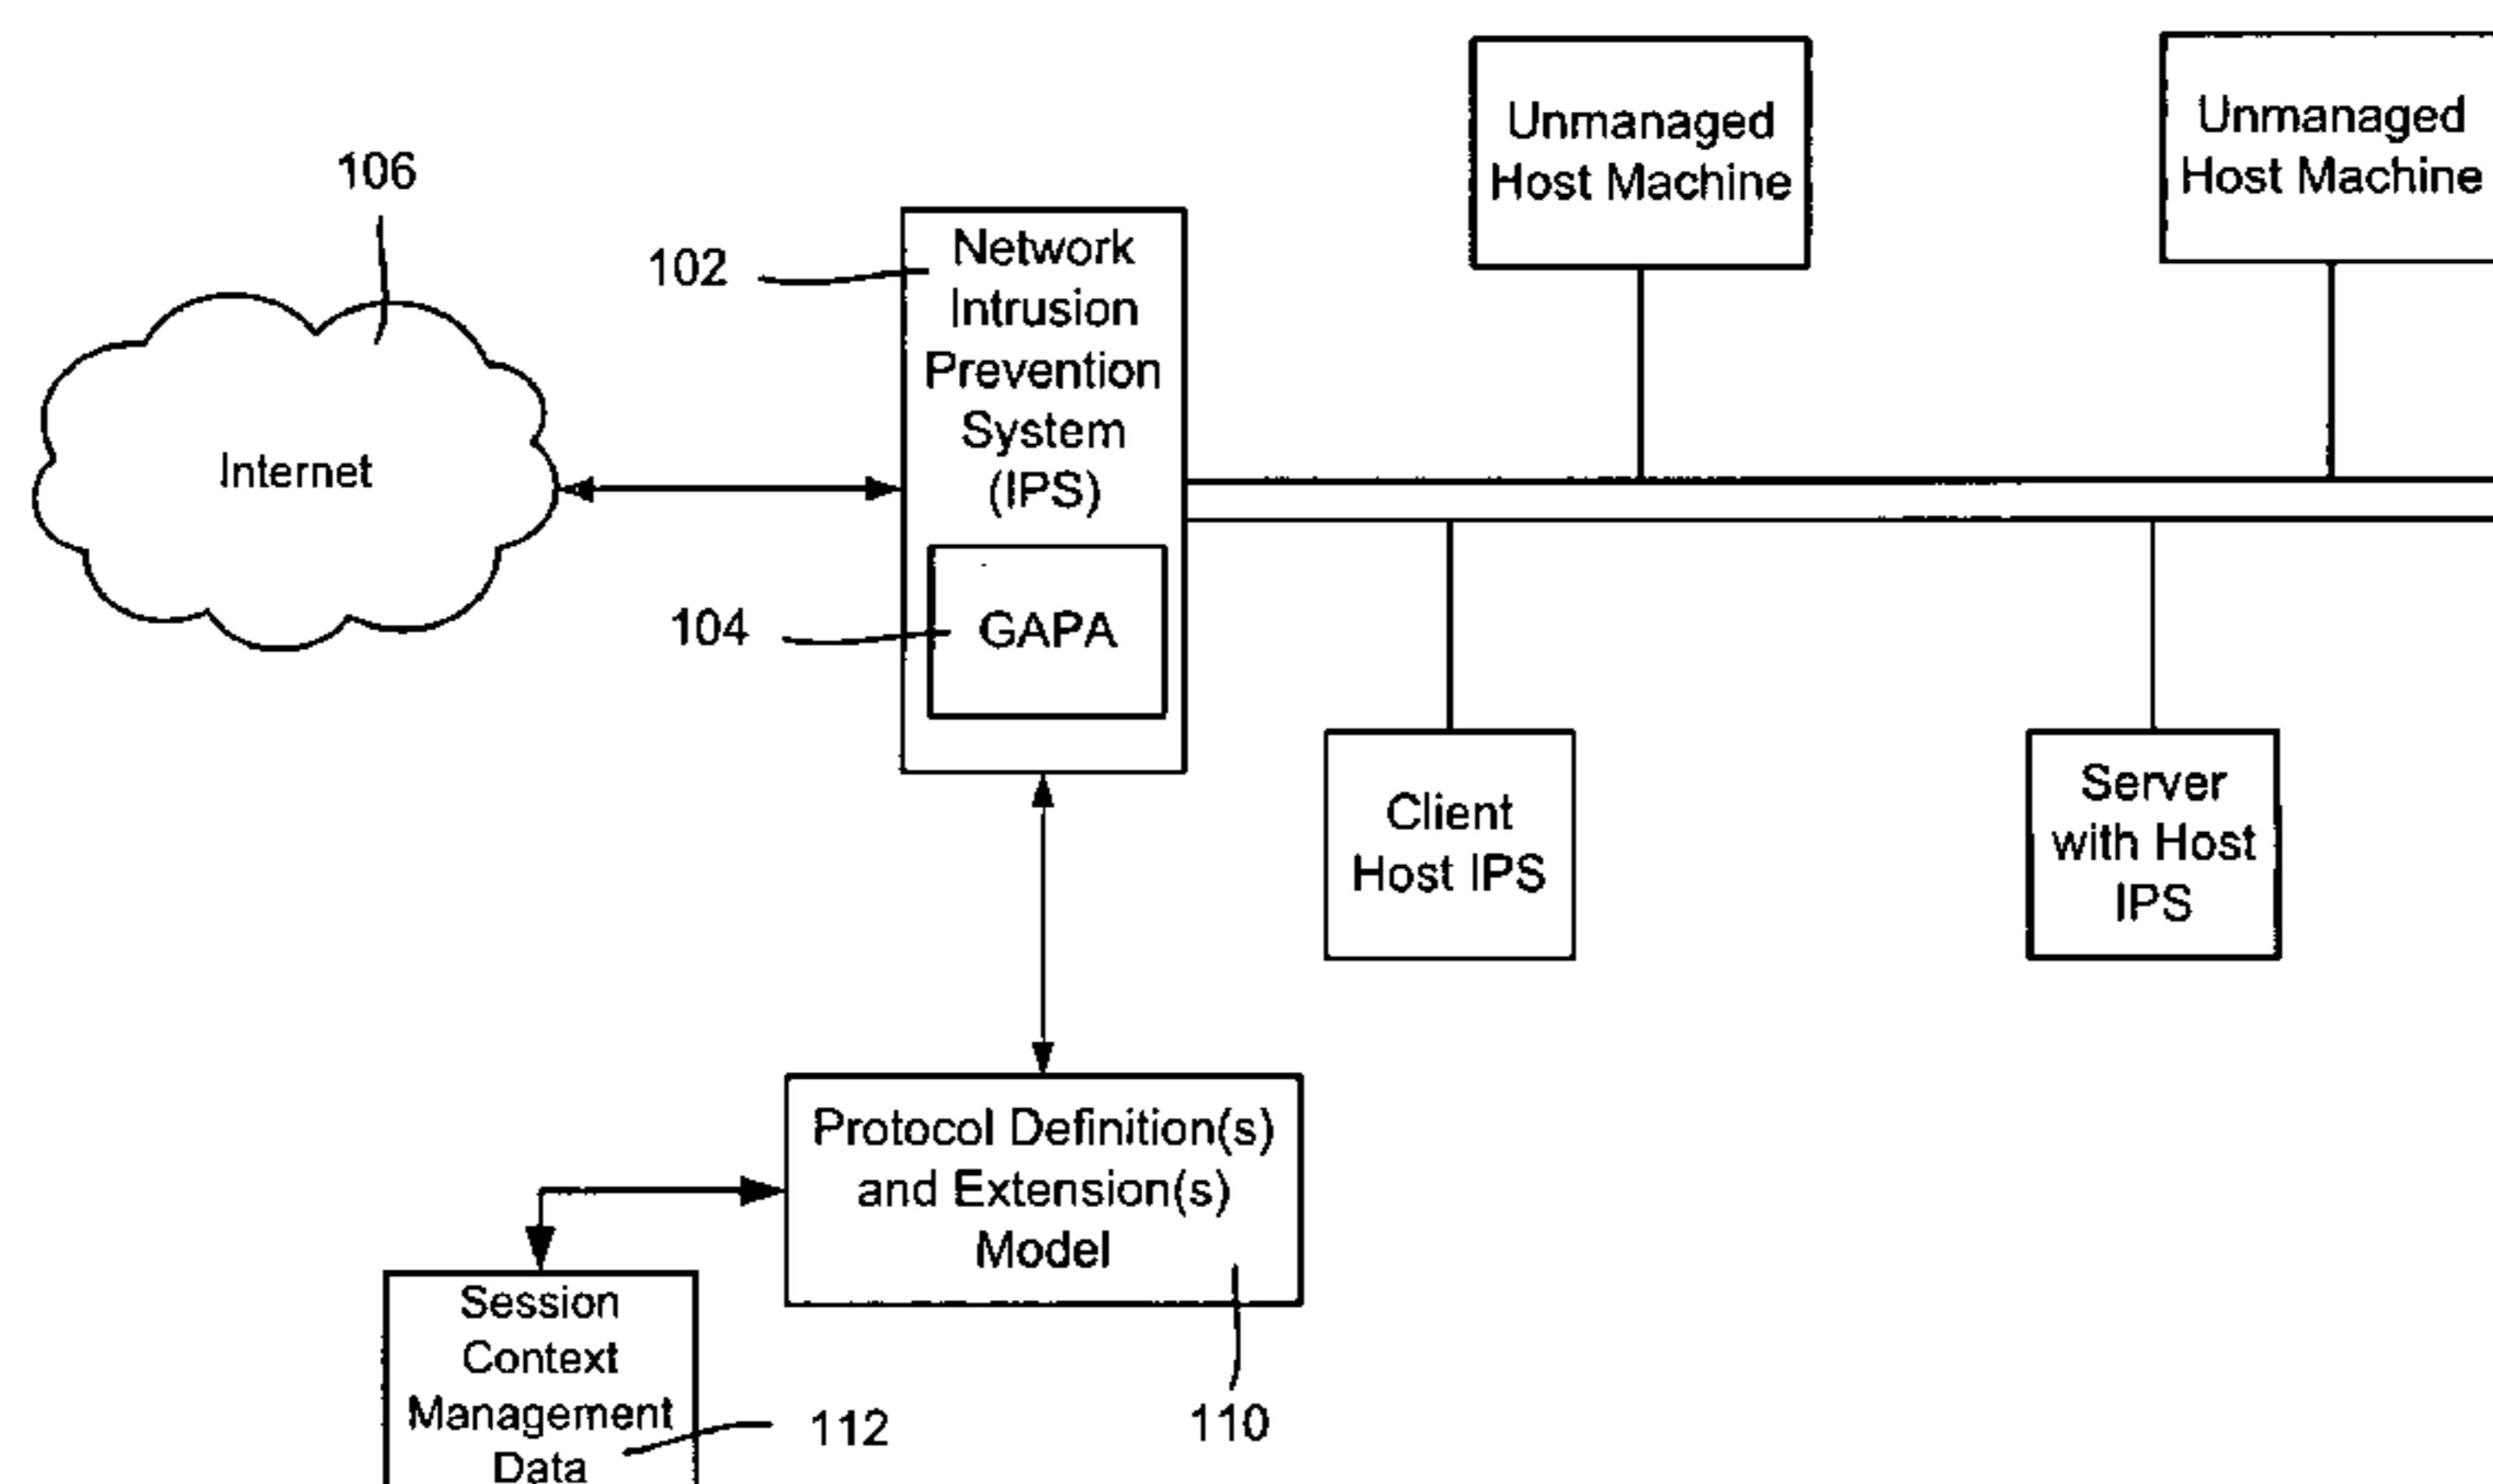 106
Internet
102
Network
Intrusion
Prevention
System
(IPS)
104
GAPA
Unmanaged
Host Machine
Unmanaged
Host Machine
Client
Host IPS
Server
with Host
IPS
Protocol Definition(s)
and Extension(s)
Model
110
Session
Context
Management
Data
112